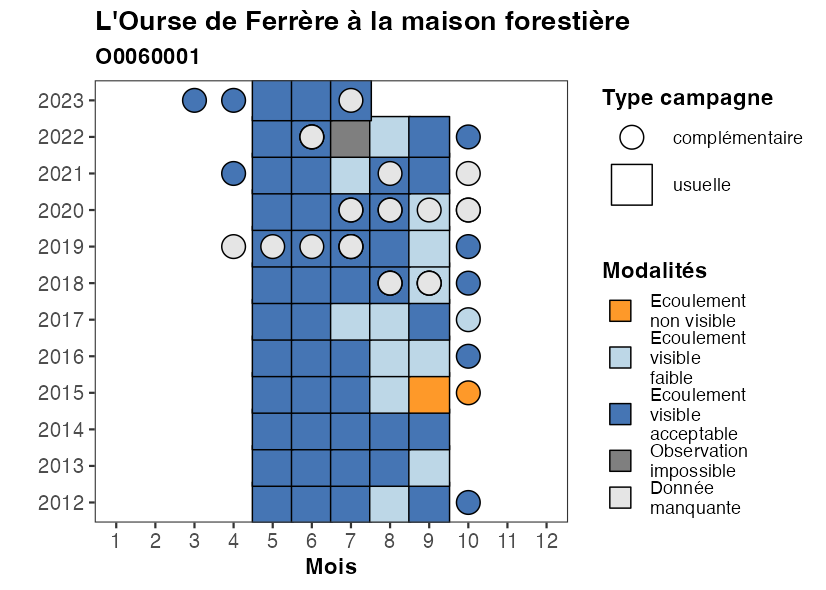 L'Ourse de Ferrère à la maison forestière
O0060001
2023
2022
2021
2020
2019
2018
2017
2016
2015
2014
2013
2012
1 2 3 4 5 6 7 8 9 10 11 12
Mois
Type campagne
complémentaire
usuelle
Modalités
Ecoulement
non visible
Ecoulement
visible
faible
Ecoulement
visible
acceptable
Observation
impossible
Donnée
manquante